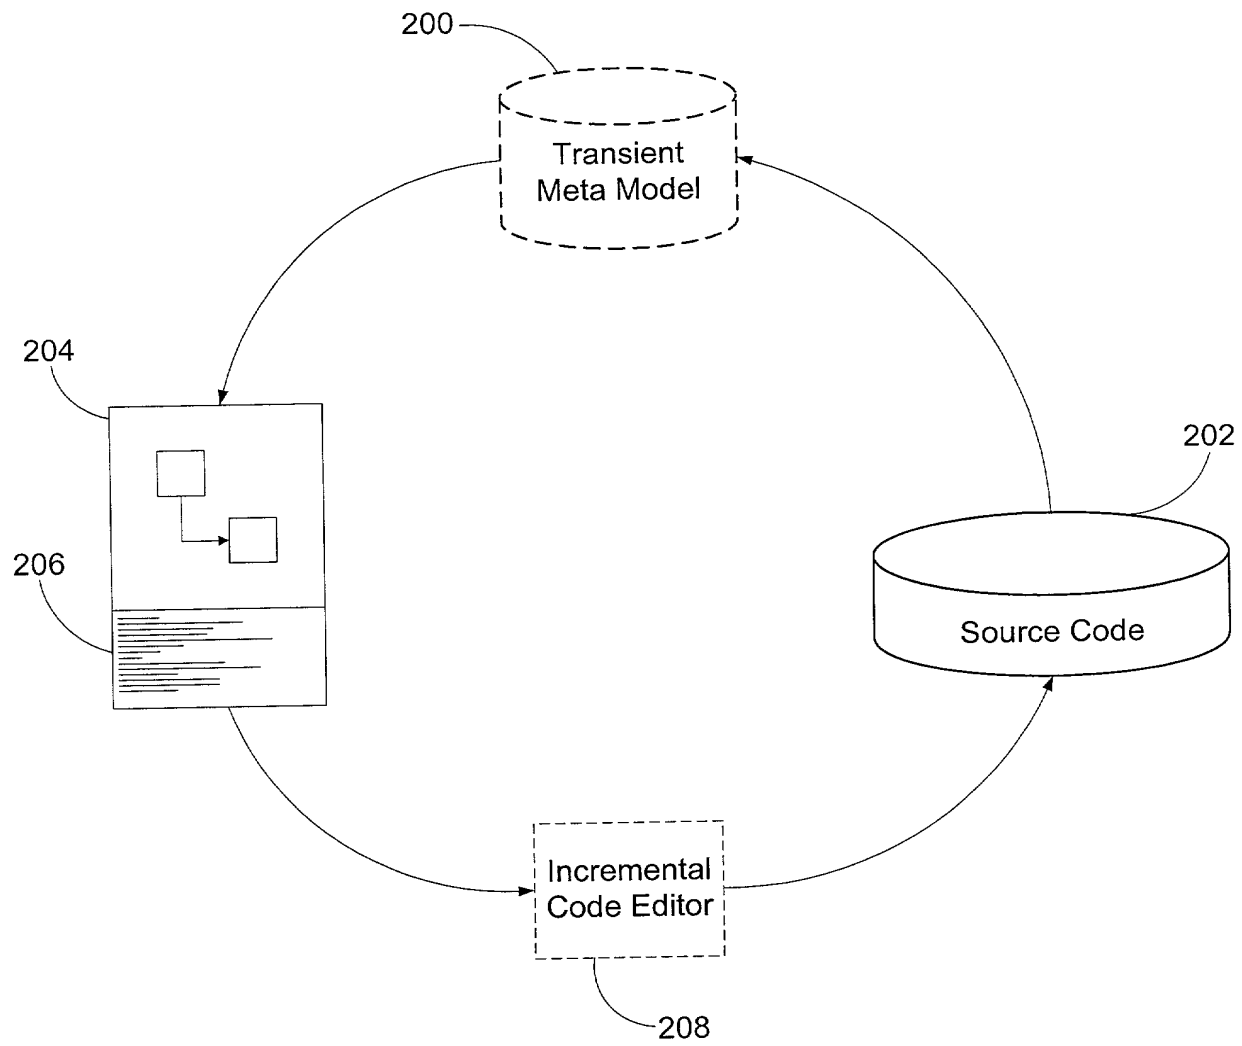 200
Transient
Meta Model
204
202
206
Source Code
Incremental
Code Editor
208